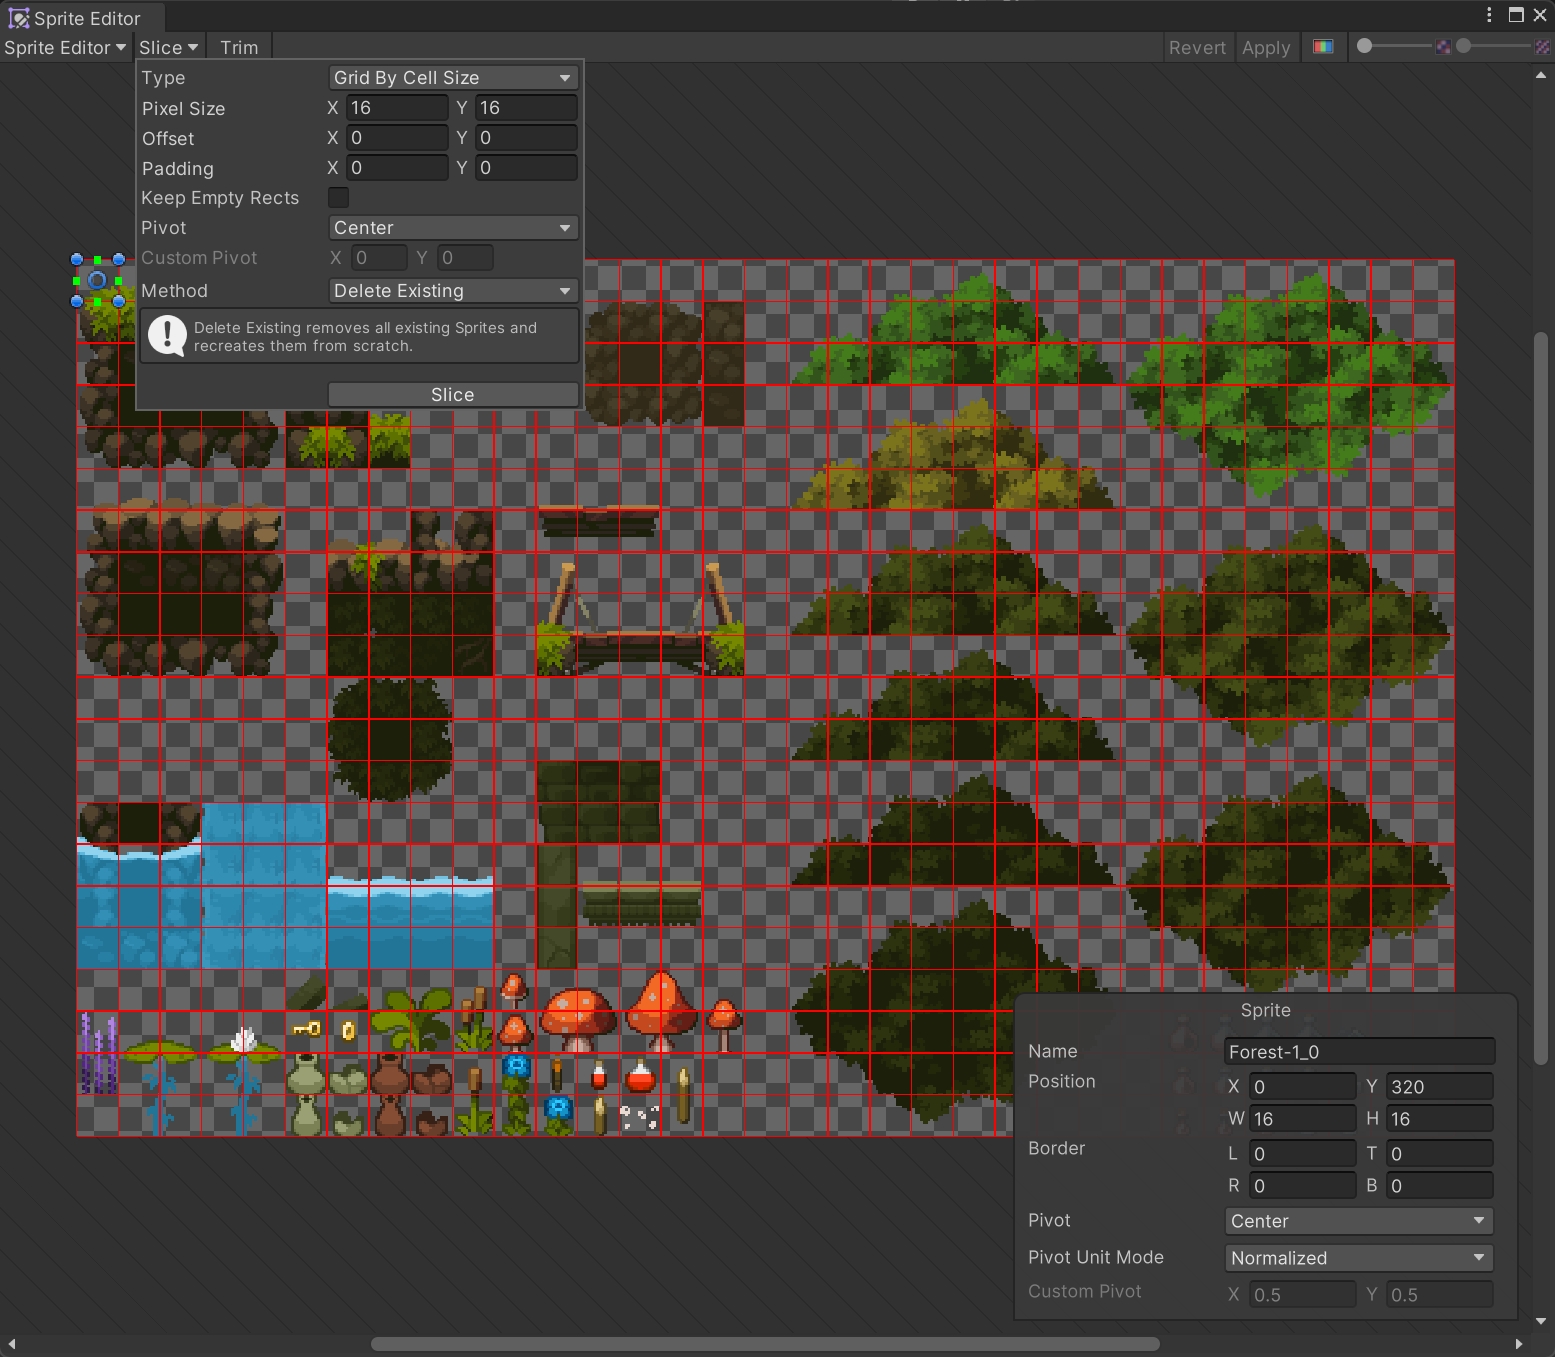 Sprite Editor
Sprite Editor Slice Trim Revert Apply
Type Grid By Cell Size
Pixel Size X 16 Y 16
Offset X 0 Y 0
Padding X 0 Y 0
Keep Empty Rects
Pivot Center
Custom Pivot X 0 Y 0
Method Delete Existing
Delete Existing removes all existing Sprites and
recreates them from scratch.
Slice
Sprite
Name Forest-1_0
Position X 0 Y 320
W 16 H 16
Border L 0 T 0
R 0 B 0
Pivot Center
Pivot Unit Mode Normalized
Custom Pivot X 0.5 Y 0.5